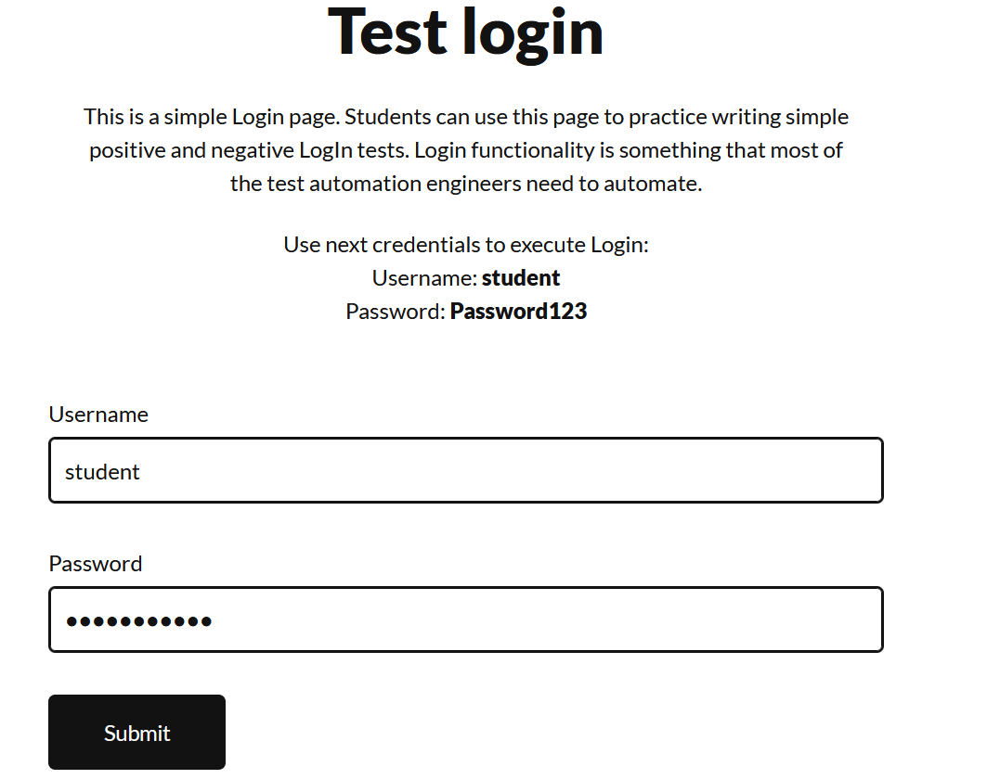 Test login
This is a simple Login page. Students can use this page to practice writing simple
positive and negative LogIn tests. Login functionality is something that most of
the test automation engineers need to automate.
Use next credentials to execute Login:
Username: student
Password: Password123
Username
student
Password
•••••••••••
Submit